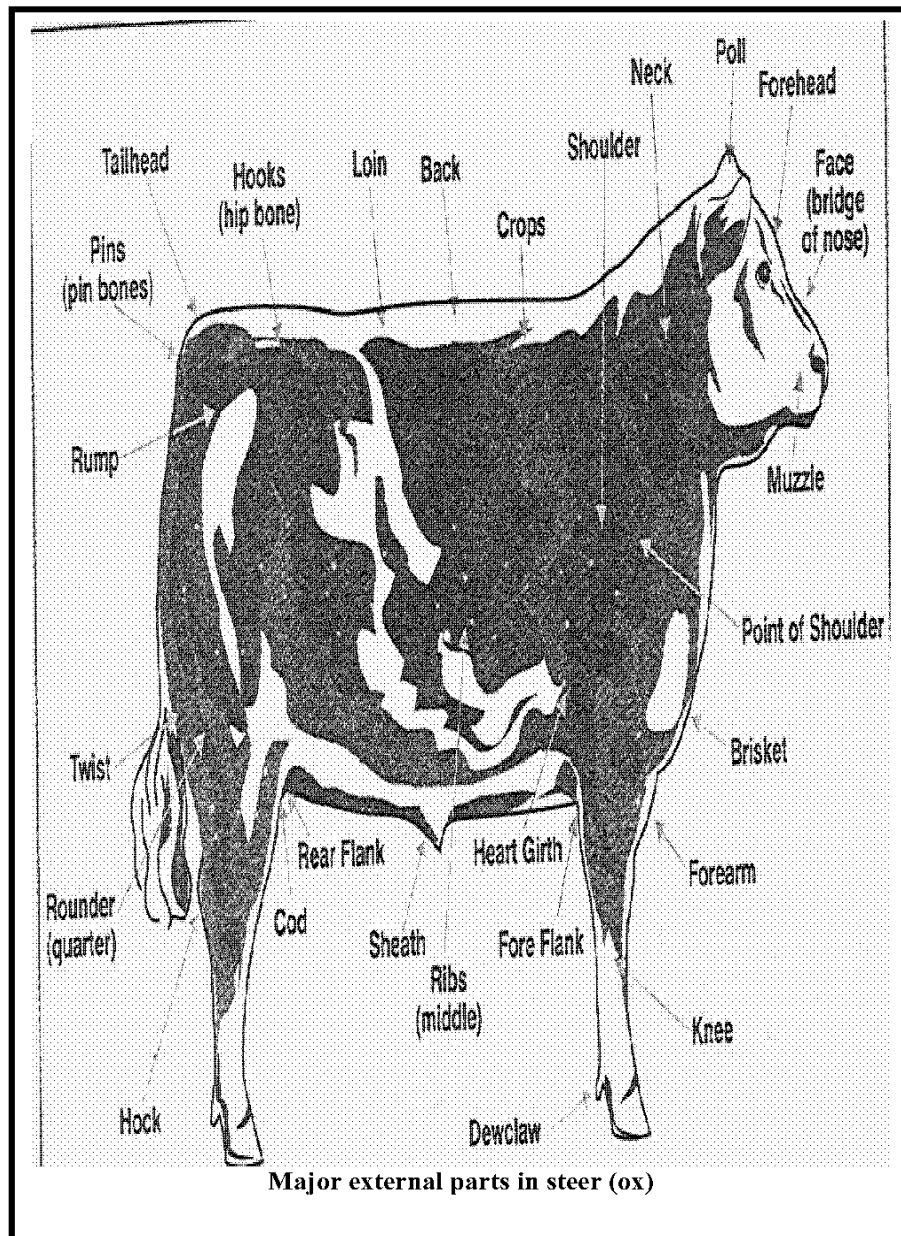 Poll
Neck
Forehead
Shoulder
Tailhead
Hooks
(hip bone)
Loin
Back
Face
(bridge
of nose)
Crops
Pins
(pin bones)
Rump
Muzzle
Point of Shoulder
Twist
Brisket
Rear Flank
Heart Girth
Forearm
Rounder
(quarter)
Cod
Sheath
Fore Flank
Ribs
(middle)
Knee
Hock
Dewclaw
Major external parts in steer (ox)